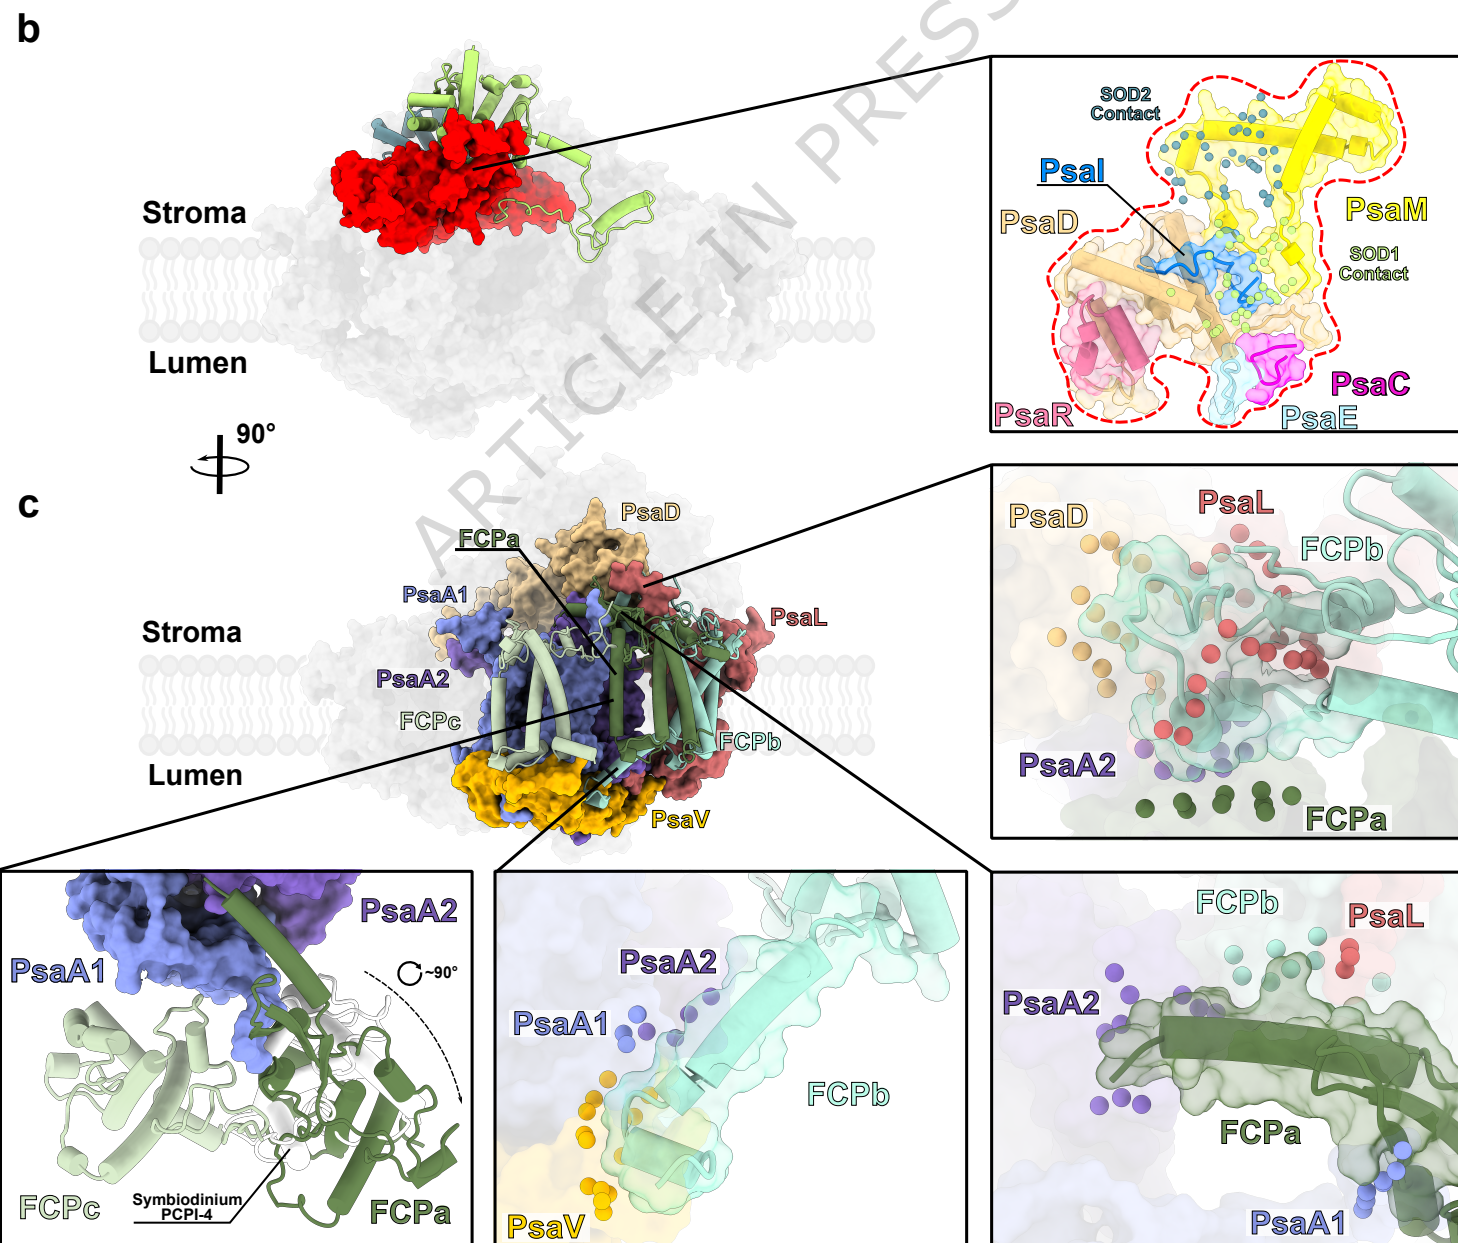 b
ARTICLE IN PRESS
Stroma
Lumen
90°
SOD2
Contact
PsaI
PsaD
PsaM
SOD1
Contact
PsaC
PsaR
PsaE
c
PsaD
FCPa
PsaA1
Stroma
PsaL
PsaA2
FCPc
FCPb
Lumen
PsaV
PsaD
PsaL
FCPb
PsaA2
FCPa
PsaA2
PsaA1
~90°
FCPc
Symbiodinium
PCPI-4
FCPa
PsaA2
PsaA1
FCPb
PsaV
FCPb
PsaL
PsaA2
FCPa
PsaA1